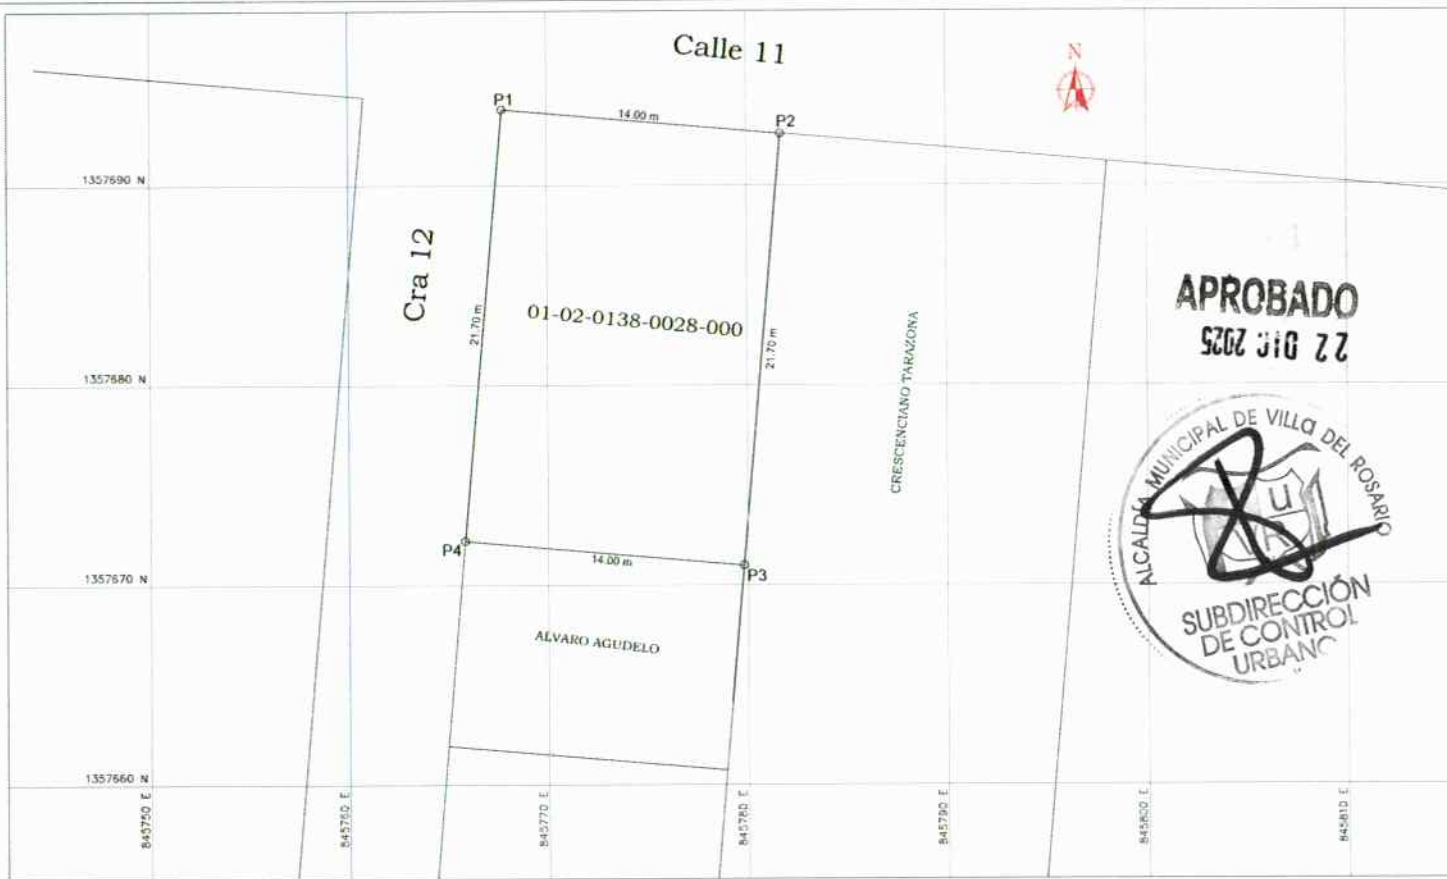 Calle 11
N
P1
14.00 m
P2
1357690 N
Cra 12
21.70 m
01-02-0138-0028-000
21.70 m
CRESCENCIANO TARAZONA
APROBADO
22 DIC 2025
1357680 N
ALCALDÍA MUNICIPAL DE VILLA DEL ROSARIO
U
R
SUBDIRECCIÓN
DE CONTROL
URBANO
P4
14.00 m
P3
1357670 N
ALVARO AGUDELO
1357660 N
845750 E
845760 E
845770 E
845780 E
845790 E
845800 E
845810 E